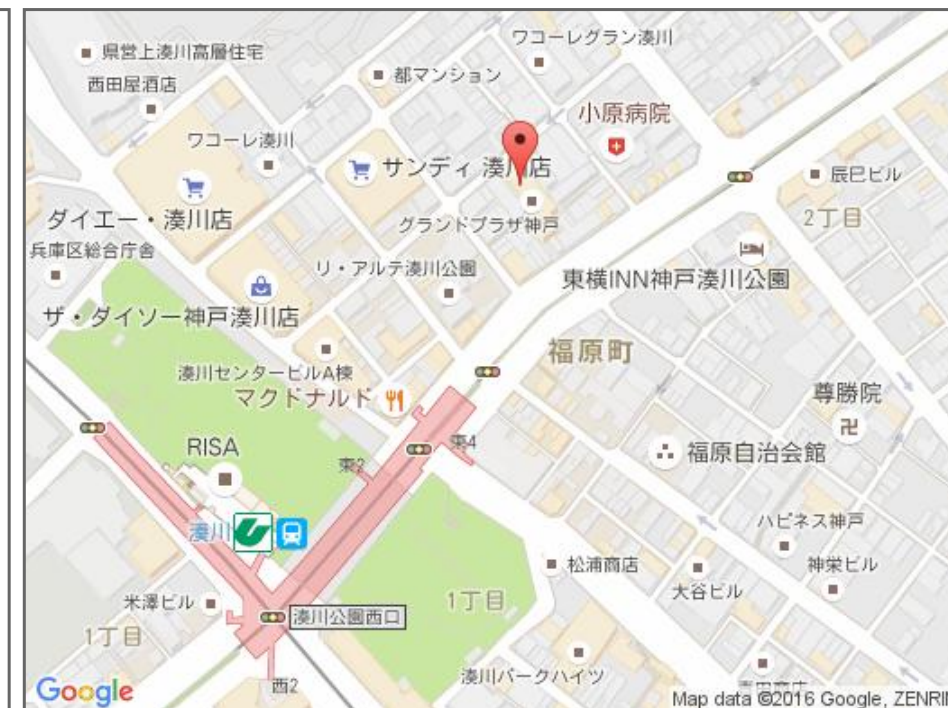 県営上湊川高層住宅
西田屋酒店
都マンション
ワコーレグラン湊川
小原病院
ワコーレ湊川
サンディ 湊川店
辰巳ビル
ダイエー・湊川店
グランドプラザ神戸
2丁目
兵庫区総合庁舎
リ・アルテ湊川公園
東横INN神戸湊川公園
ザ・ダイソー神戸湊川店
福原町
湊川センタービルA棟
マクドナルド
尊勝院
RISA
東2
東4
福原自治会館
湊川
ハピネス神戸
松浦商店
神栄ビル
大谷ビル
米澤ビル
湊川公園西口
1丁目
1丁目
湊川パークハイツ
西2
Google
Map data ©2016 Google, ZENRI